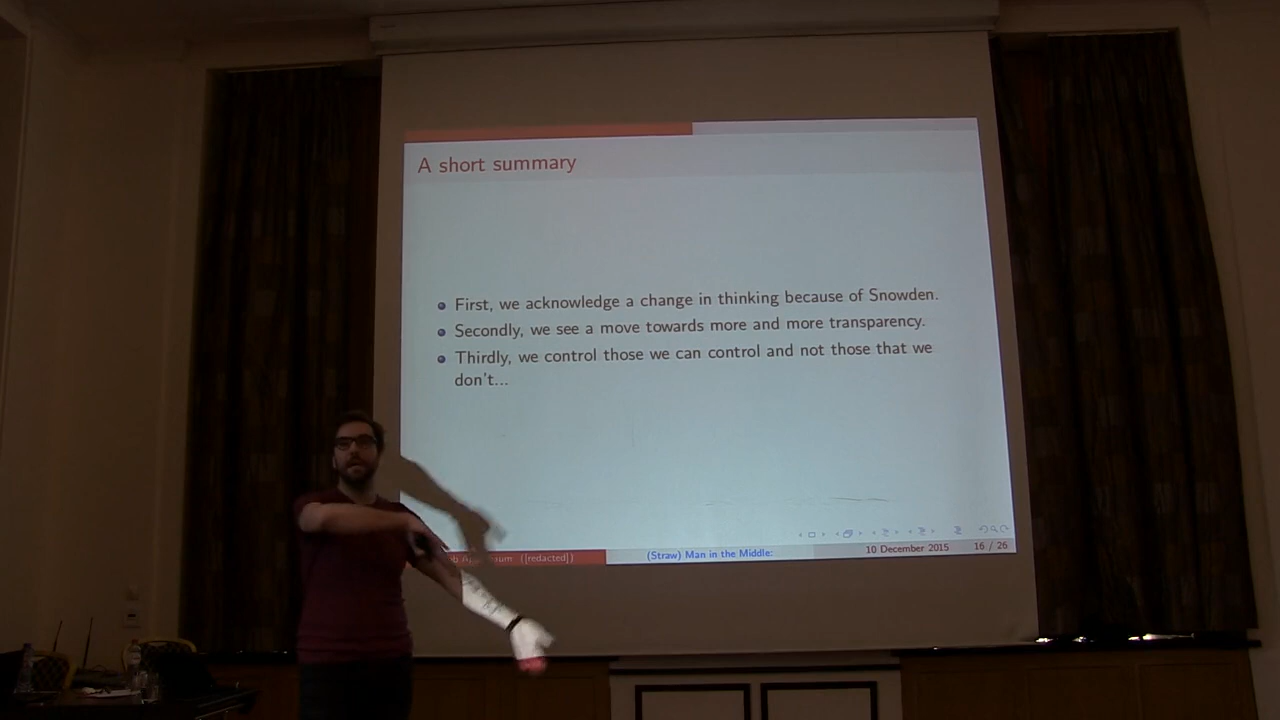 A short summary
First, we acknowledge a change in thinking because of Snowden.
Secondly, we see a move towards more and more transparency.
Thirdly, we control those we can control and not those that we
don't...
([redacted]) (Straw) Man in the Middle: 10 December 2015 16 / 26